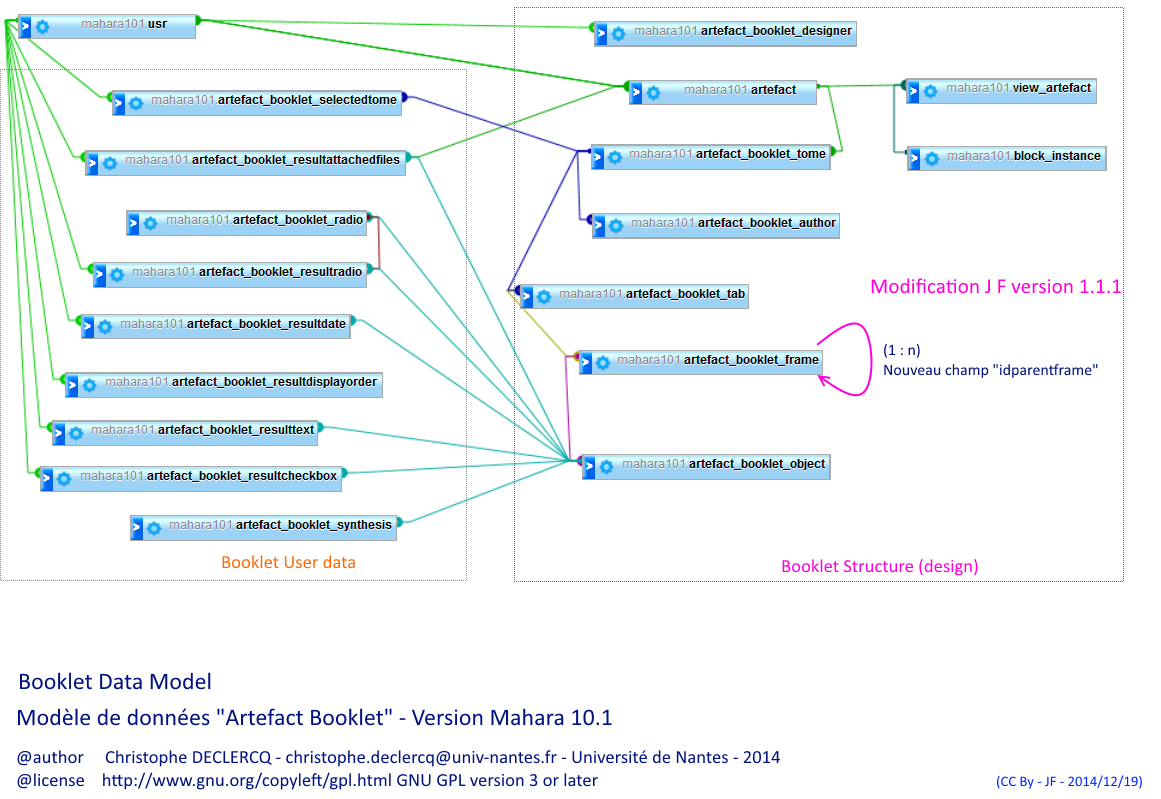 mahara101.usr
mahara101.artefact_booklet_designer
mahara101.artefact
mahara101.view_artefact
mahara101.artefact_booklet_selectedtome
mahara101.artefact_booklet_tome
mahara101.block_instance
mahara101.artefact_booklet_resultattachedfiles
mahara101.artefact_booklet_radio
mahara101.artefact_booklet_author
mahara101.artefact_booklet_resultradio
mahara101.artefact_booklet_tab
Modification J F version 1.1.1
mahara101.artefact_booklet_resultdate
mahara101.artefact_booklet_frame
(1 : n)
Nouveau champ "idparentframe"
mahara101.artefact_booklet_resultdisplayorder
mahara101.artefact_booklet_resulttext
mahara101.artefact_booklet_object
mahara101.artefact_booklet_resultcheckbox
mahara101.artefact_booklet_synthesis
Booklet User data
Booklet Structure (design)
Booklet Data Model
Modèle de données "Artefact Booklet" - Version Mahara 10.1
@author Christophe DECLERCQ - christophe.declercq@univ-nantes.fr - Université de Nantes - 2014
@license http://www.gnu.org/copyleft/gpl.html GNU GPL version 3 or later
(CC By - JF - 2014/12/19)